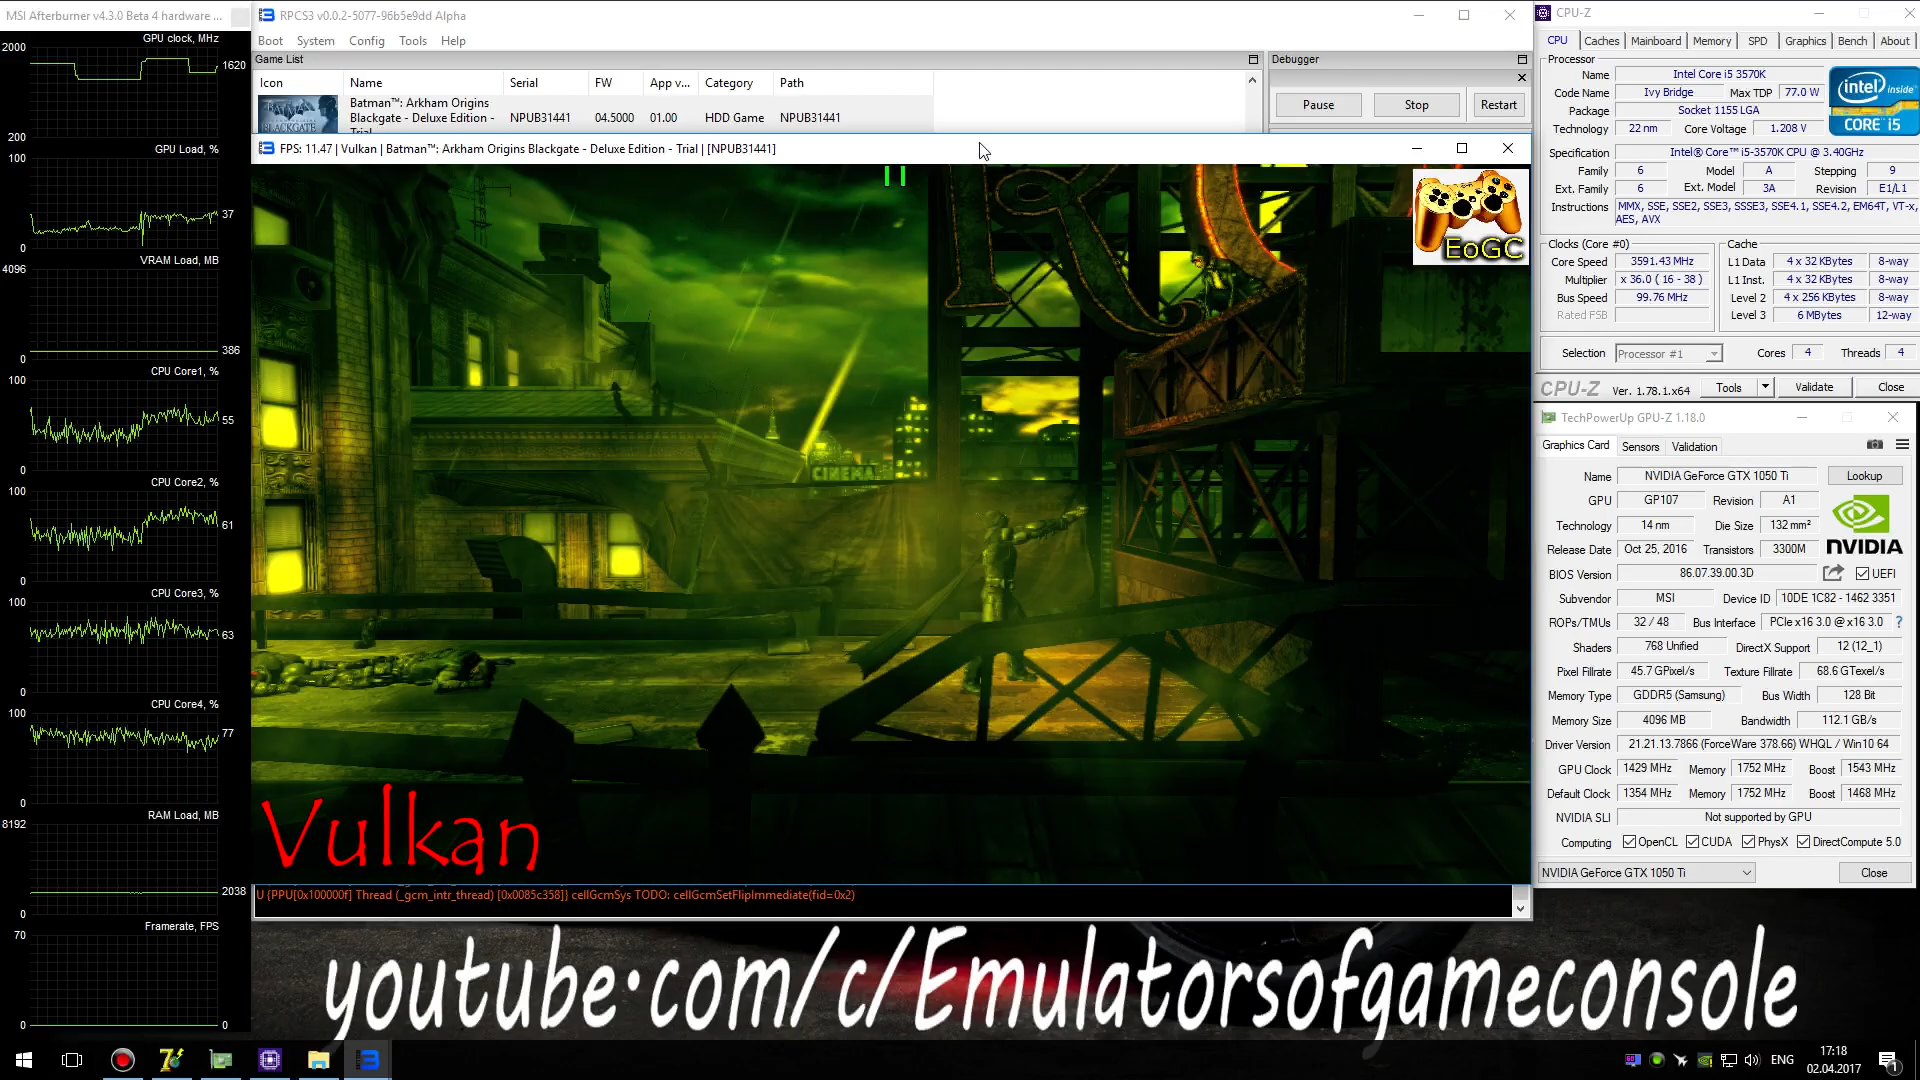 MSI Afterburner v4.3.0 Beta 4 hardware ...
GPU clock, MHz
2000
1620
200
GPU Load, %
100
37
0
VRAM Load, MB
4096
386
0
CPU Core1, %
100
55
0
CPU Core2, %
100
61
0
CPU Core3, %
100
63
0
CPU Core4, %
100
77
0
RAM Load, MB
8192
2038
0
Framerate, FPS
70
0
0
RPCS3 v0.0.2-5077-96b5e9dd Alpha
Boot System Config Tools Help
Game List
Icon Name Serial FW App v... Category Path
Batman™: Arkham Origins
Blackgate - Deluxe Edition -
Trial
NPUB31441 04.5000 01.00 HDD Game NPUB31441
Debugger
Pause Stop Restart
FPS: 11.47 | Vulkan | Batman™: Arkham Origins Blackgate - Deluxe Edition - Trial | [NPUB31441]
EoGC
CINEMA
Vulkan
U {PPU[0x100000f] Thread (_gcm_intr_thread) [0x0085c358]} cellGcmSys TODO: cellGcmSetFlipImmediate(fid=0x2)
youtube.com/c/Emulatorsofgameconsole
CPU-Z
CPU Caches Mainboard Memory SPD Graphics Bench About
Processor
Name Intel Core i5 3570K
Code Name Ivy Bridge Max TDP 77.0 W
Package Socket 1155 LGA
Technology 22 nm Core Voltage 1.208 V
intel inside™
CORE i5
Specification Intel® Core™ i5-3570K CPU @ 3.40GHz
Family 6 Model A Stepping 9
Ext. Family 6 Ext. Model 3A Revision E1/L1
Instructions MMX, SSE, SSE2, SSE3, SSSE3, SSE4.1, SSE4.2, EM64T, VT-x,
AES, AVX
Clocks (Core #0)
Core Speed 3591.43 MHz
Multiplier x 36.0 ( 16 - 38 )
Bus Speed 99.76 MHz
Rated FSB
Cache
L1 Data 4 x 32 KBytes 8-way
L1 Inst. 4 x 32 KBytes 8-way
Level 2 4 x 256 KBytes 8-way
Level 3 6 MBytes 12-way
Selection Processor #1 Cores 4 Threads 4
CPU-Z Ver. 1.78.1.x64 Tools Validate Close
TechPowerUp GPU-Z 1.18.0
Graphics Card Sensors Validation
Name NVIDIA GeForce GTX 1050 Ti Lookup
GPU GP107 Revision A1
Technology 14 nm Die Size 132 mm²
Release Date Oct 25, 2016 Transistors 3300M
NVIDIA
BIOS Version 86.07.39.00.3D UEFI
Subvendor MSI Device ID 10DE 1C82 - 1462 3351
ROPs/TMUs 32 / 48 Bus Interface PCIe x16 3.0 @ x16 3.0 ?
Shaders 768 Unified DirectX Support 12 (12_1)
Pixel Fillrate 45.7 GPixel/s Texture Fillrate 68.6 GTexel/s
Memory Type GDDR5 (Samsung) Bus Width 128 Bit
Memory Size 4096 MB Bandwidth 112.1 GB/s
Driver Version 21.21.13.7866 (ForceWare 378.66) WHQL / Win10 64
GPU Clock 1429 MHz Memory 1752 MHz Boost 1543 MHz
Default Clock 1354 MHz Memory 1752 MHz Boost 1468 MHz
NVIDIA SLI Not supported by GPU
Computing OpenCL CUDA PhysX DirectCompute 5.0
NVIDIA GeForce GTX 1050 Ti Close
ENG
17:18
02.04.2017
1